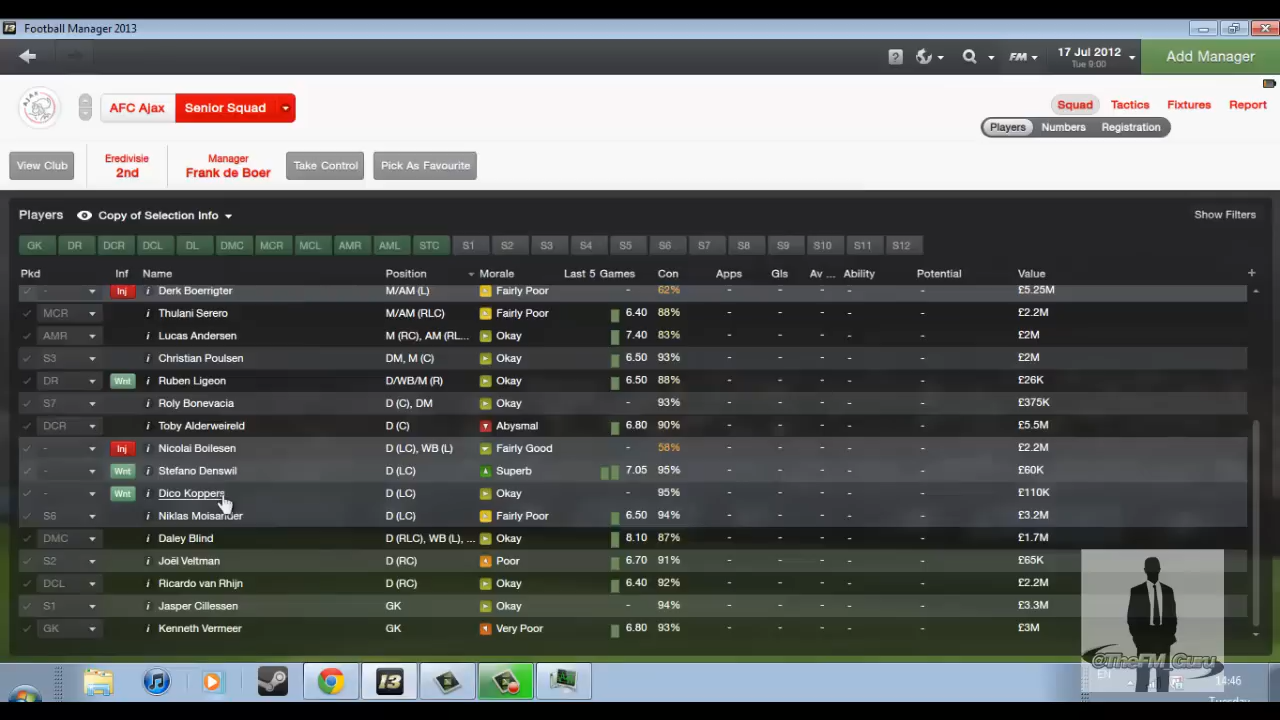 Football Manager 2013
FM
17 Jul 2012
Tue 9:00
Add Manager
AFC Ajax
Senior Squad
Squad
Tactics
Fixtures
Report
Players
Numbers
Registration
View Club
Eredivisie
2nd
Manager
Frank de Boer
Take Control
Pick As Favourite
Players
Copy of Selection Info
Show Filters
GK DR DCR DCL DL DMC MCR MCL AMR AML STC S1 S2 S3 S4 S5 S6 S7 S8 S9 S10 S11 S12
Pkd Inf Name Position Morale Last 5 Games Con Apps Gls Av ... Ability Potential Value +
- Inj i Derk Boerrigter M/AM (L) Fairly Poor - 62% - - - - - £5.25M
MCR i Thulani Serero M/AM (RLC) Fairly Poor 6.40 88% - - - - - £2.2M
AMR i Lucas Andersen M (RC), AM (RL... Okay 7.40 83% - - - - - £2M
S3 i Christian Poulsen DM, M (C) Okay 6.50 93% - - - - - £2M
DR Wnt i Ruben Ligeon D/WB/M (R) Okay 6.50 88% - - - - - £26K
S7 i Roly Bonevacia D (C), DM Okay - 93% - - - - - £375K
DCR i Toby Alderweireld D (C) Abysmal 6.80 90% - - - - - £5.5M
- Inj i Nicolai Boilesen D (LC), WB (L) Fairly Good - 58% - - - - - £2.2M
- Wnt i Stefano Denswil D (LC) Superb 7.05 95% - - - - - £60K
- Wnt i Dico Koppers D (LC) Okay - 95% - - - - - £110K
S6 i Niklas Moisander D (LC) Fairly Poor 6.50 94% - - - - - £3.2M
DMC i Daley Blind D (RLC), WB (L), ... Okay 8.10 87% - - - - - £1.7M
S2 i Joël Veltman D (RC) Poor 6.70 91% - - - - - £65K
DCL i Ricardo van Rhijn D (RC) Okay 6.40 92% - - - - - £2.2M
S1 i Jasper Cillessen GK Okay - 94% - - - - - £3.3M
GK i Kenneth Vermeer GK Very Poor 6.80 93% - - - - - £3M
@TheFM_Guru
EN
14:46
Tuesday